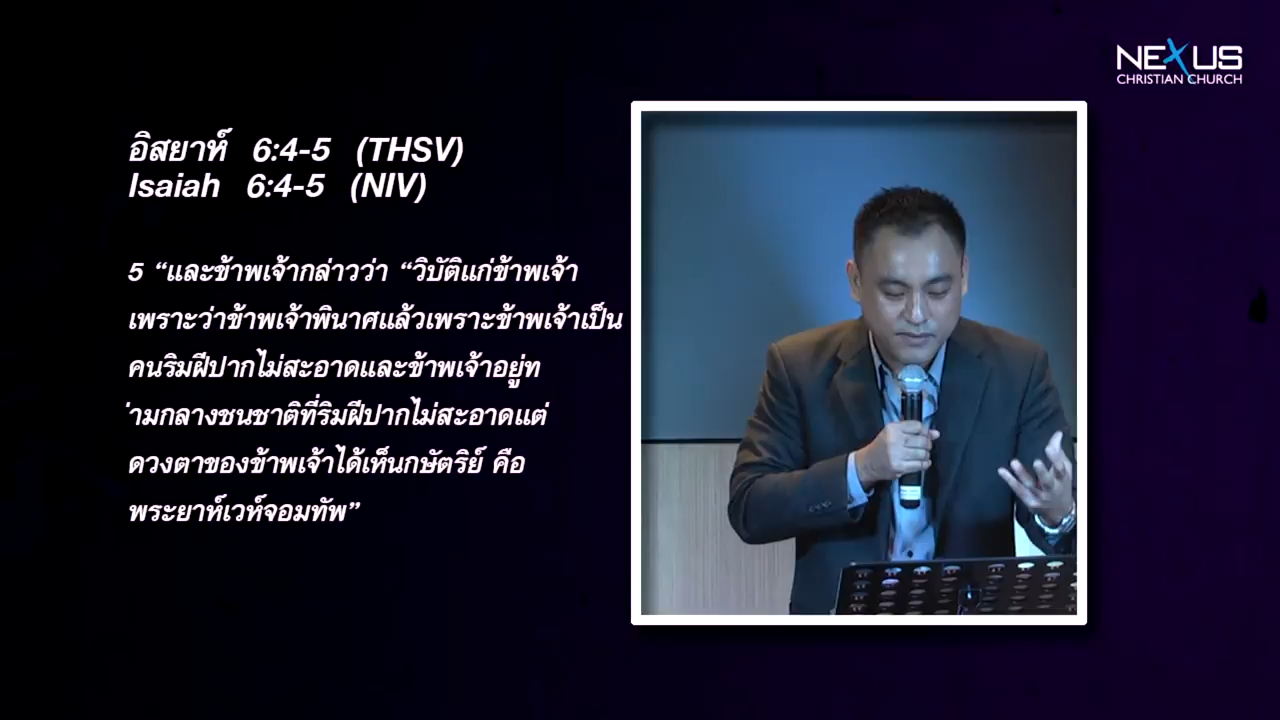 NEXUS
CHRISTIAN CHURCH
อิสยาห์ 6:4-5 (THSV)
Isaiah 6:4-5 (NIV)
5 “และข้าพเจ้ากล่าวว่า “วิบัติแก่ข้าพเจ้า
เพราะว่าข้าพเจ้าพินาศแล้วเพราะข้าพเจ้าเป็น
คนริมฝีปากไม่สะอาดและข้าพเจ้าอยู่ท
่ามกลางชนชาติที่ริมฝีปากไม่สะอาดแต่
ดวงตาของข้าพเจ้าได้เห็นกษัตริย์ คือ
พระยาห์เวห์จอมทัพ”